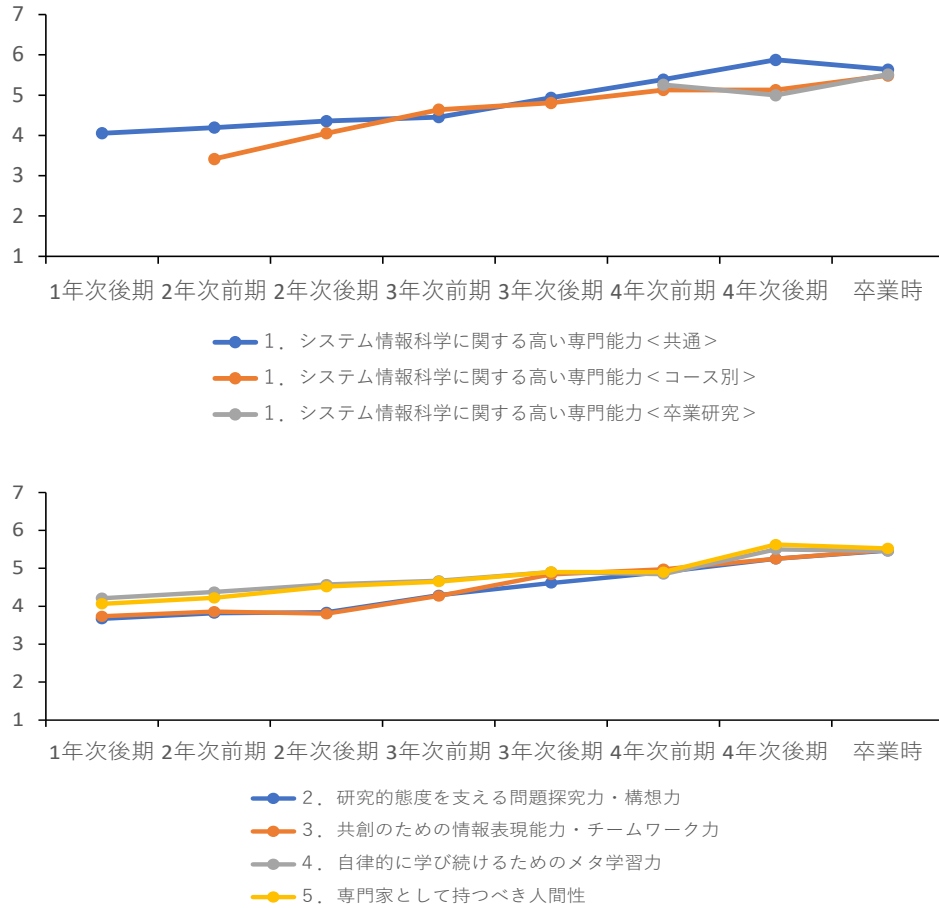 7
6
5
4
3
2
1
1年次後期 2年次前期 2年次後期 3年次前期 3年次後期 4年次前期 4年次後期 卒業時
1．システム情報科学に関する高い専門能力＜共通＞
1．システム情報科学に関する高い専門能力＜コース別＞
1．システム情報科学に関する高い専門能力＜卒業研究＞
7
6
5
4
3
2
1
1年次後期 2年次前期 2年次後期 3年次前期 3年次後期 4年次前期 4年次後期 卒業時
2．研究的態度を支える問題探究力・構想力
3．共創のための情報表現能力・チームワーク力
4．自律的に学び続けるためのメタ学習力
5．専門家として持つべき人間性